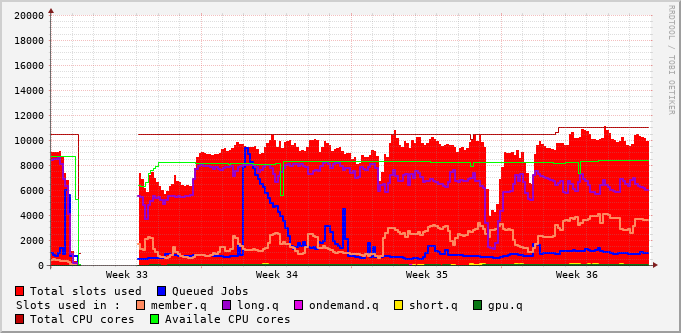 20000
18000
16000
14000
12000
10000
8000
6000
4000
2000
0
Week 33 Week 34 Week 35 Week 36
RRDTOOL / TOBI OETIKER
Total slots used Queued Jobs
Slots used in : member.q long.q ondemand.q short.q gpu.q
Total CPU cores Availale CPU cores